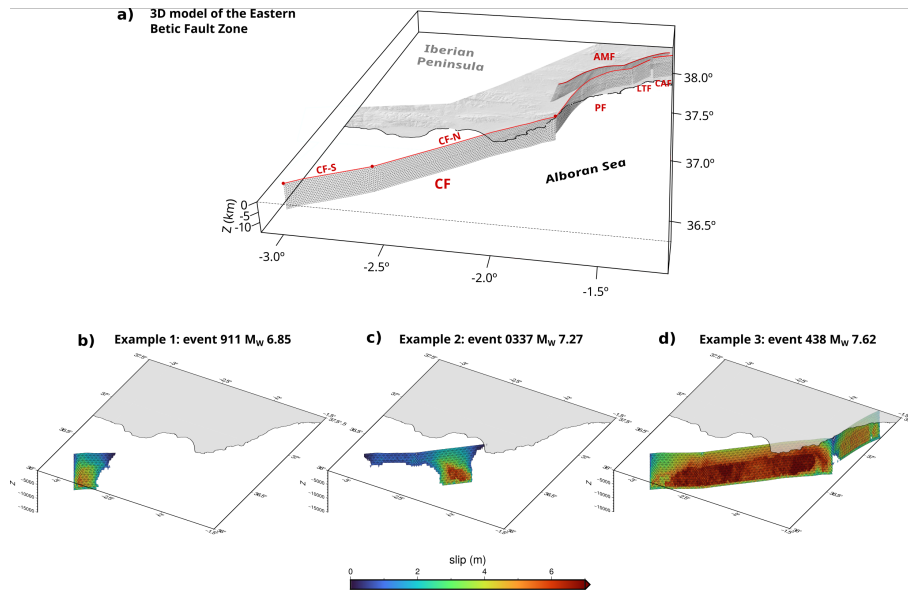 a) 3D model of the Eastern
Betic Fault Zone
Iberian
Peninsula
AMF
LTF
CAF
PF
CF-N
CF-S
CF
Alboran Sea
38.0º
37.5º
37.0º
36.5º
Z (km)
0
-5
-10
-3.0º
-2.5º
-2.0º
-1.5º
b) Example 1: event 911 MW 6.85
c) Example 2: event 0337 MW 7.27
d) Example 3: event 438 MW 7.62
Z
Z
Z
slip (m)
0 2 4 6